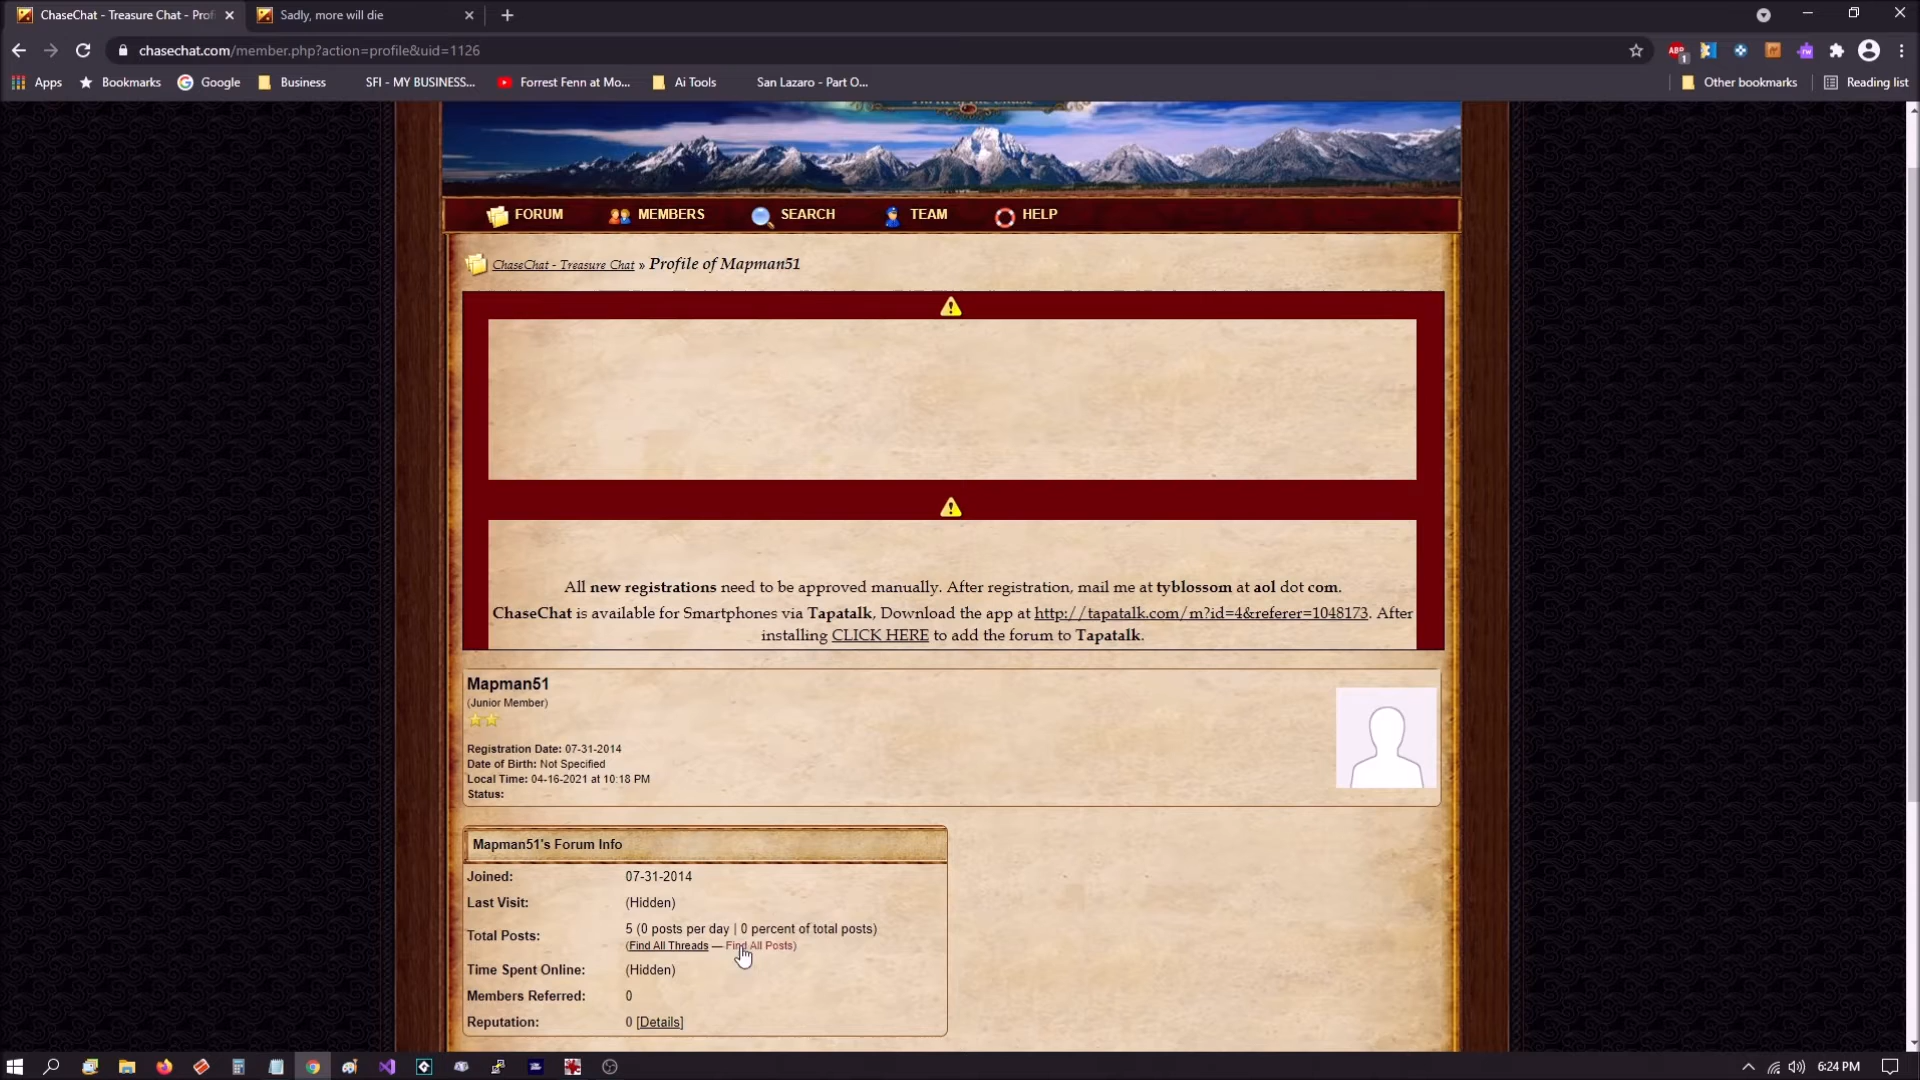 ChaseChat - Treasure Chat - Prof
Sadly, more will die
chasechat.com/member.php?action=profile&uid=1126
ABP
1
Apps
Bookmarks
Google
Business
SFI - MY BUSINESS...
Forrest Fenn at Mo...
Ai Tools
San Lazaro - Part O...
Other bookmarks
Reading list
FORUM
MEMBERS
SEARCH
TEAM
HELP
ChaseChat - Treasure Chat » Profile of Mapman51
All new registrations need to be approved manually. After registration, mail me at tyblossom at aol dot com.
ChaseChat is available for Smartphones via Tapatalk, Download the app at http://tapatalk.com/m?id=4&referer=1048173. After
installing CLICK HERE to add the forum to Tapatalk.
Mapman51
(Junior Member)
Registration Date: 07-31-2014
Date of Birth: Not Specified
Local Time: 04-16-2021 at 10:18 PM
Status:
Mapman51's Forum Info
Joined: 07-31-2014
Last Visit: (Hidden)
Total Posts: 5 (0 posts per day | 0 percent of total posts)
(Find All Threads — Find All Posts)
Time Spent Online: (Hidden)
Members Referred: 0
Reputation: 0 [Details]
6:24 PM